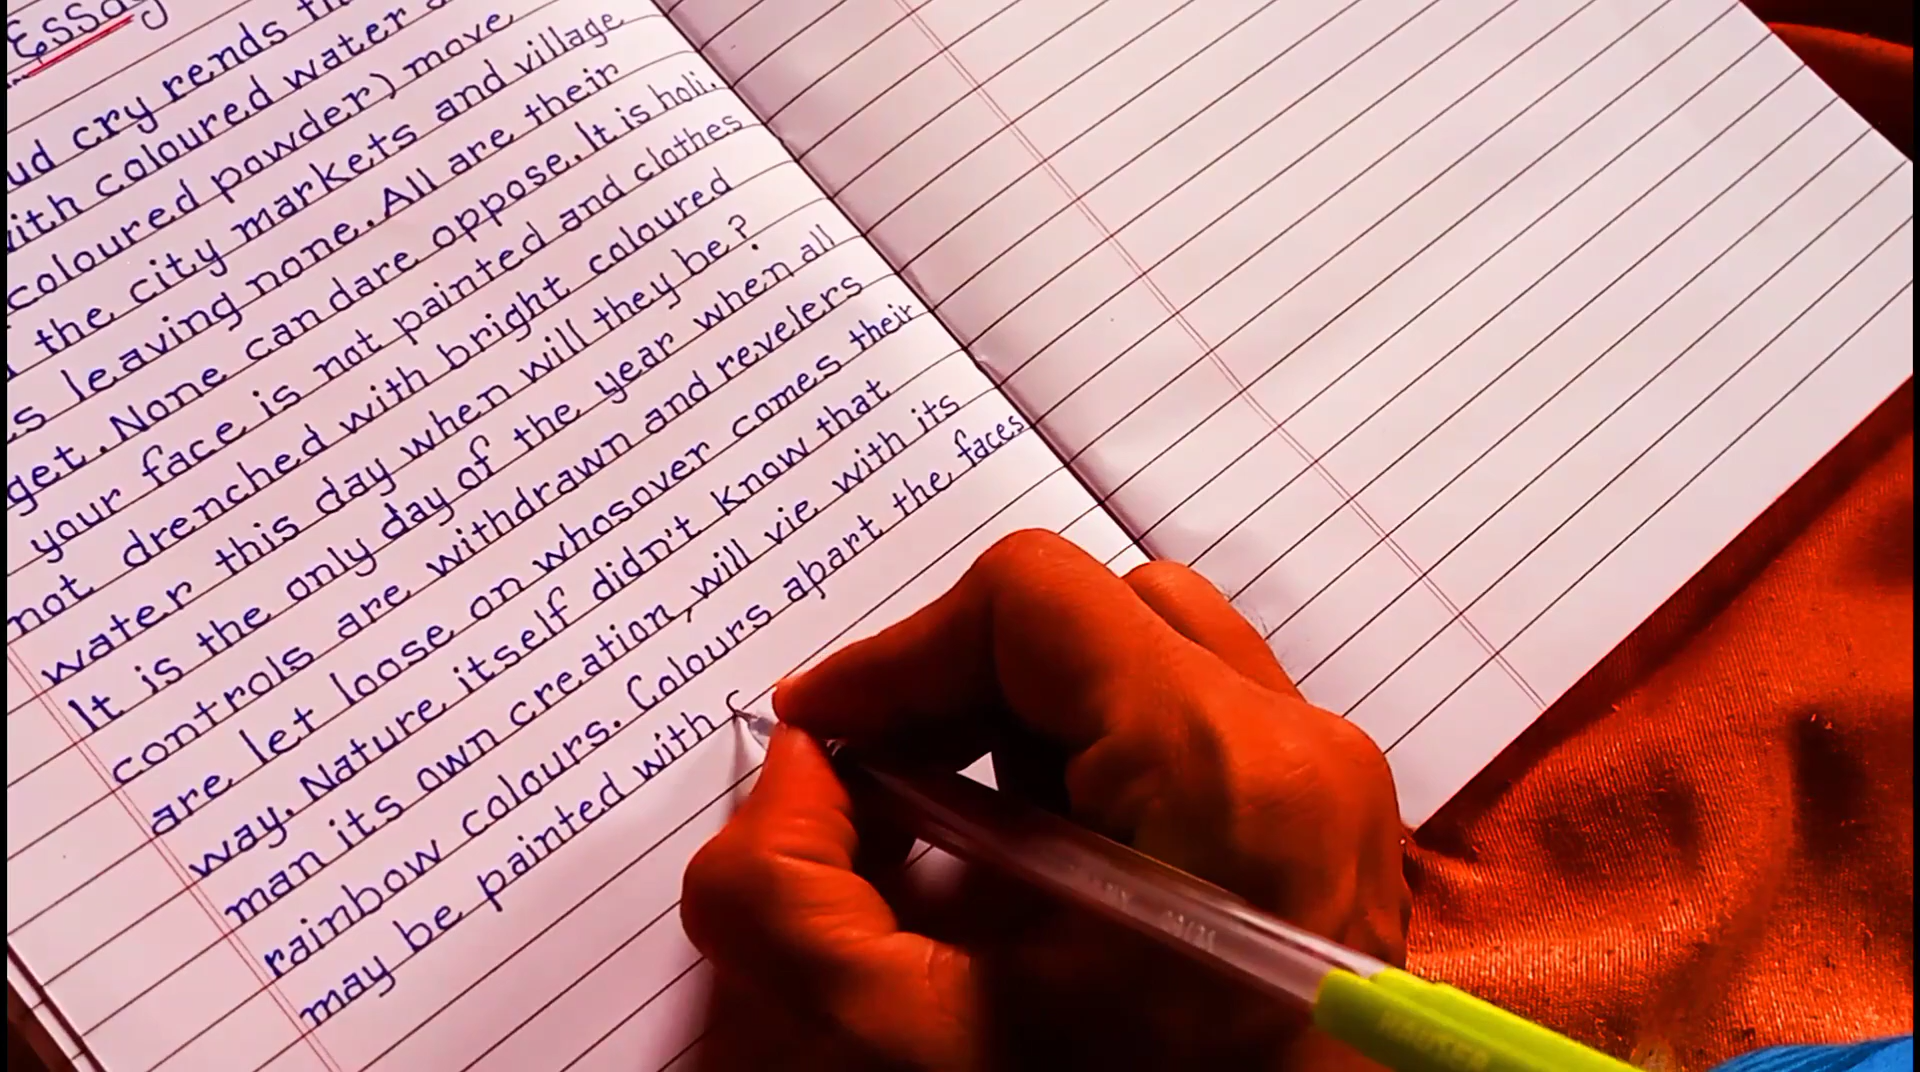 Essay
cry rends
with coloured water
coloured powder) move
the city markets and village
leaving none. All are their
get. None can dare oppose. It is holi.
your face is not painted and clothes
not drenched with bright coloured
water this day when will they be?
It is the only day of the year when all
controls are withdrawn and revelers
are let loose on whosover comes their
way. Nature itself didn't know that
man its own creation, will vie with its
rainbow colours. Colours apart the faces
may be painted with
HAUSER